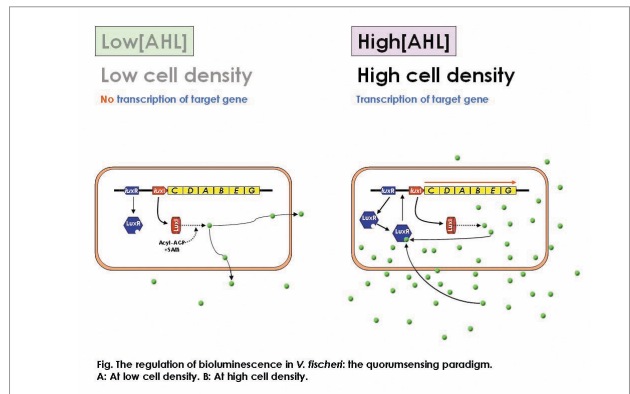 Low[AHL]
High[AHL]
Low cell density
High cell density
No transcription of target gene
Transcription of target gene
luxR luxI C D A B E G
luxR luxI C D A B E G
LuxR
LuxI
Acyl-ACP
+SAM
LuxR
LuxI
LuxR
Fig. The regulation of bioluminescence in V. fischeri: the quorumsensing paradigm.
A: At low cell density. B: At high cell density.